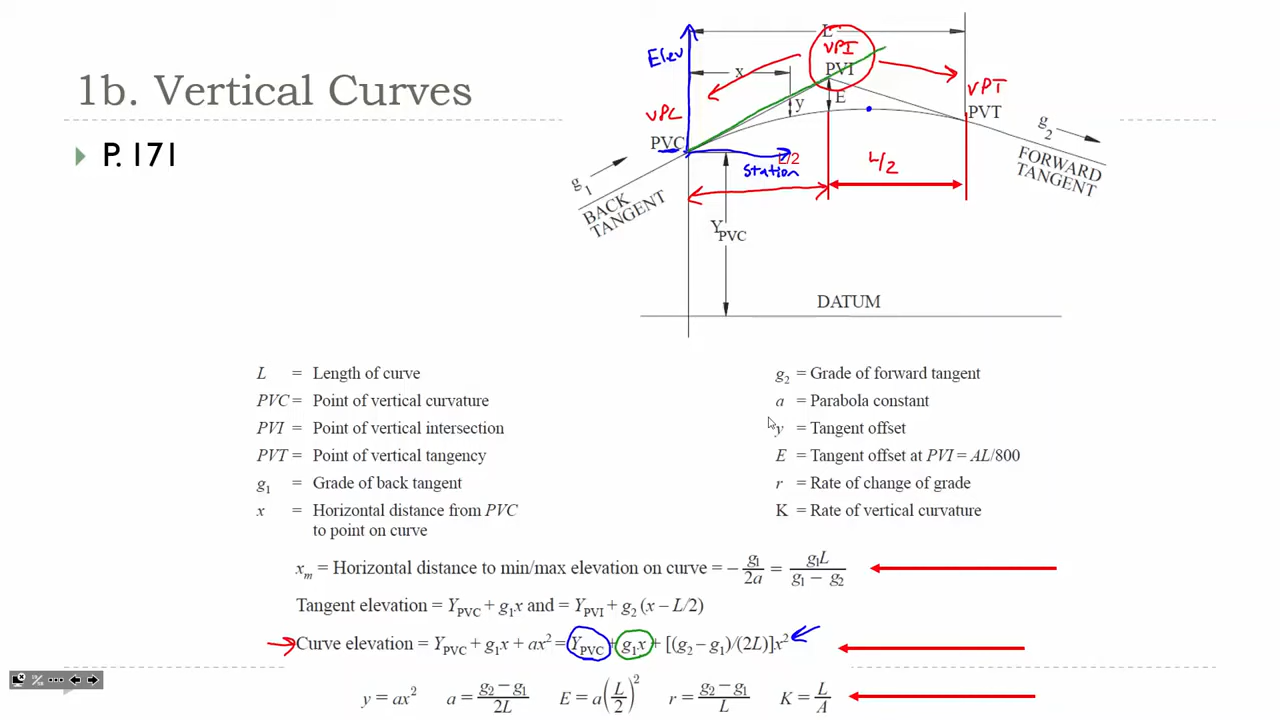 1b. Vertical Curves
P. 171
L
VPI
Elev
PVI
x
E
y
VPC
VPT
PVC
PVT
g2
L/2
L/2
Station
g1
FORWARD
TANGENT
BACK
TANGENT
YPVC
DATUM
L = Length of curve
PVC = Point of vertical curvature
PVI = Point of vertical intersection
PVT = Point of vertical tangency
g1 = Grade of back tangent
x = Horizontal distance from PVC
to point on curve
g2 = Grade of forward tangent
a = Parabola constant
y = Tangent offset
E = Tangent offset at PVI = AL/800
r = Rate of change of grade
K = Rate of vertical curvature
xm = Horizontal distance to min/max elevation on curve = − g1/2a = g1L/(g1 − g2)
Tangent elevation = YPVC + g1x and = YPVI + g2 (x − L/2)
Curve elevation = YPVC + g1x + ax² = YPVC + g1x + [(g2 − g1)/(2L)]x²
y = ax² a = (g2 − g1)/2L E = a(L/2)² r = (g2 − g1)/L K = L/A